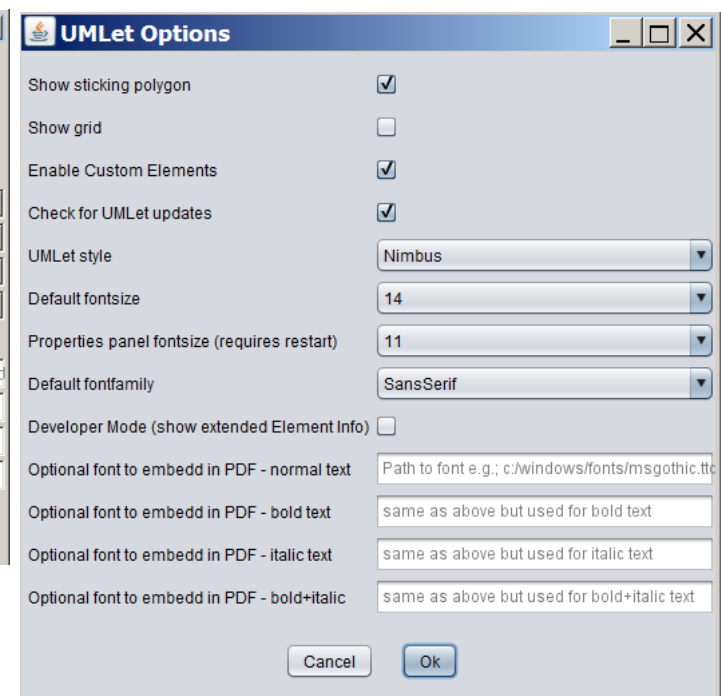 UMLet Options
Show sticking polygon
Show grid
Enable Custom Elements
Check for UMLet updates
UMLet style Nimbus
Default fontsize 14
Properties panel fontsize (requires restart) 11
Default fontfamily SansSerif
Developer Mode (show extended Element Info)
Optional font to embedd in PDF - normal text Path to font e.g.; c:/windows/fonts/msgothic.ttc
Optional font to embedd in PDF - bold text same as above but used for bold text
Optional font to embedd in PDF - italic text same as above but used for italic text
Optional font to embedd in PDF - bold+italic same as above but used for bold+italic text
Cancel Ok